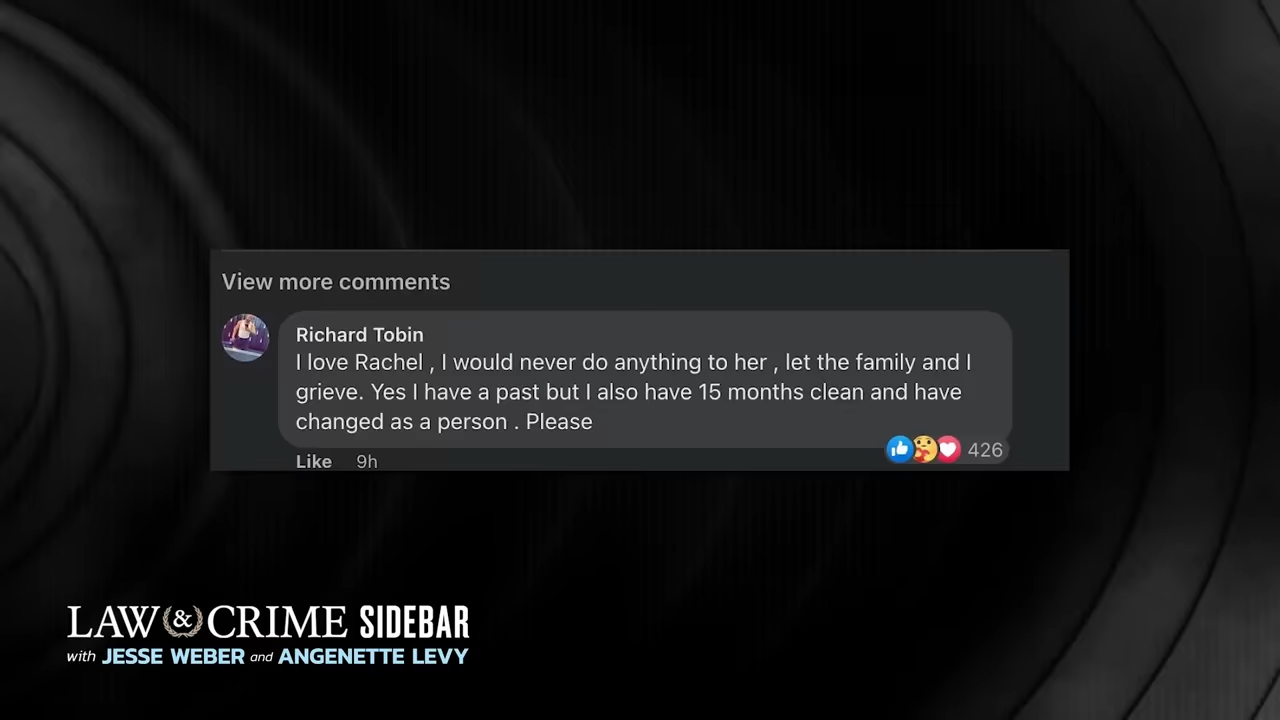 View more comments
Richard Tobin
I love Rachel , I would never do anything to her , let the family and I
grieve. Yes I have a past but I also have 15 months clean and have
changed as a person . Please
Like 9h
426
LAW & CRIME SIDEBAR
with JESSE WEBER and ANGENETTE LEVY